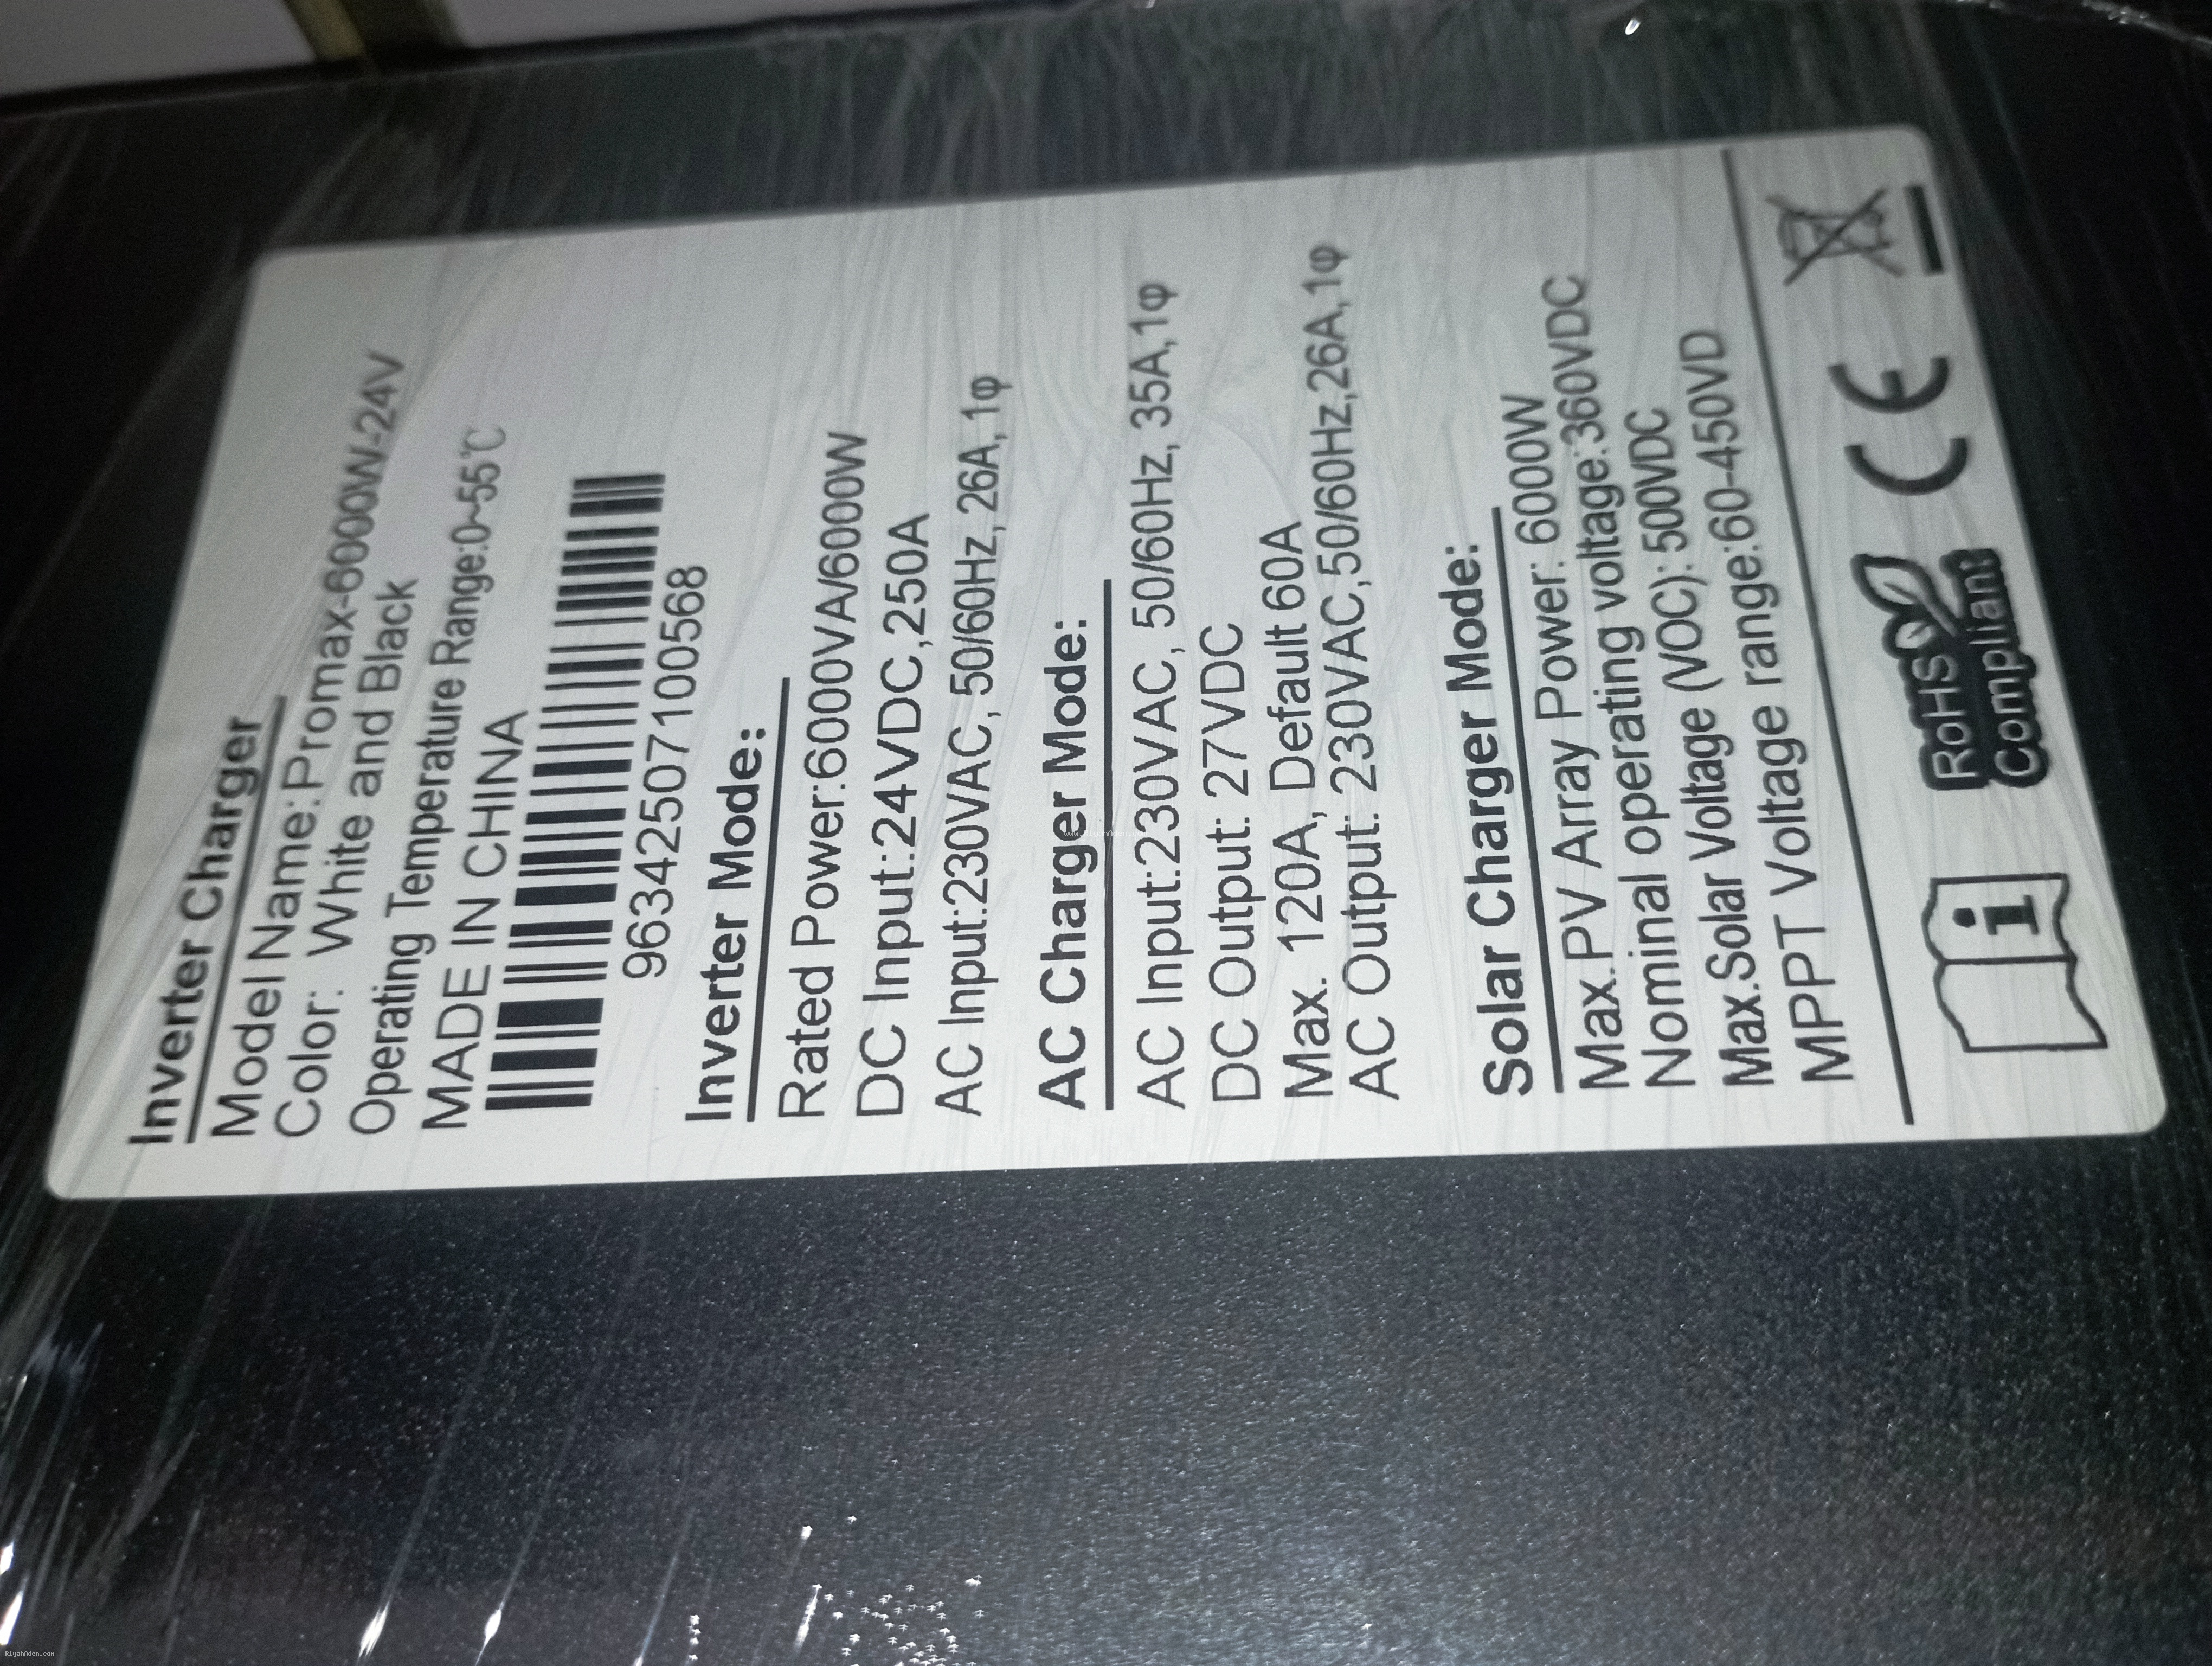 Inverter Charger
Model Name:Promax-6000W-24V
Color: White and Black
Operating Temperature Range:0~55℃
MADE IN CHINA
96342507100568
Inverter Mode:
Rated Power:6000VA/6000W
DC Input:24VDC,250A
AC Input:230VAC, 50/60Hz, 26A,1φ
AC Charger Mode:
AC Input:230VAC, 50/60Hz, 35A,1φ
DC Output: 27VDC
Max. 120A, Default 60A
AC Output: 230VAC,50/60Hz,26A,1φ
Solar Charger Mode:
Max.PV Array Power: 6000W
Nominal operating voltage:360VDC
Max.Solar Voltage (VOC): 500VDC
MPPT Voltage range:60-450VD
i
RoHS
Compliant
CE
RiyahAden.com